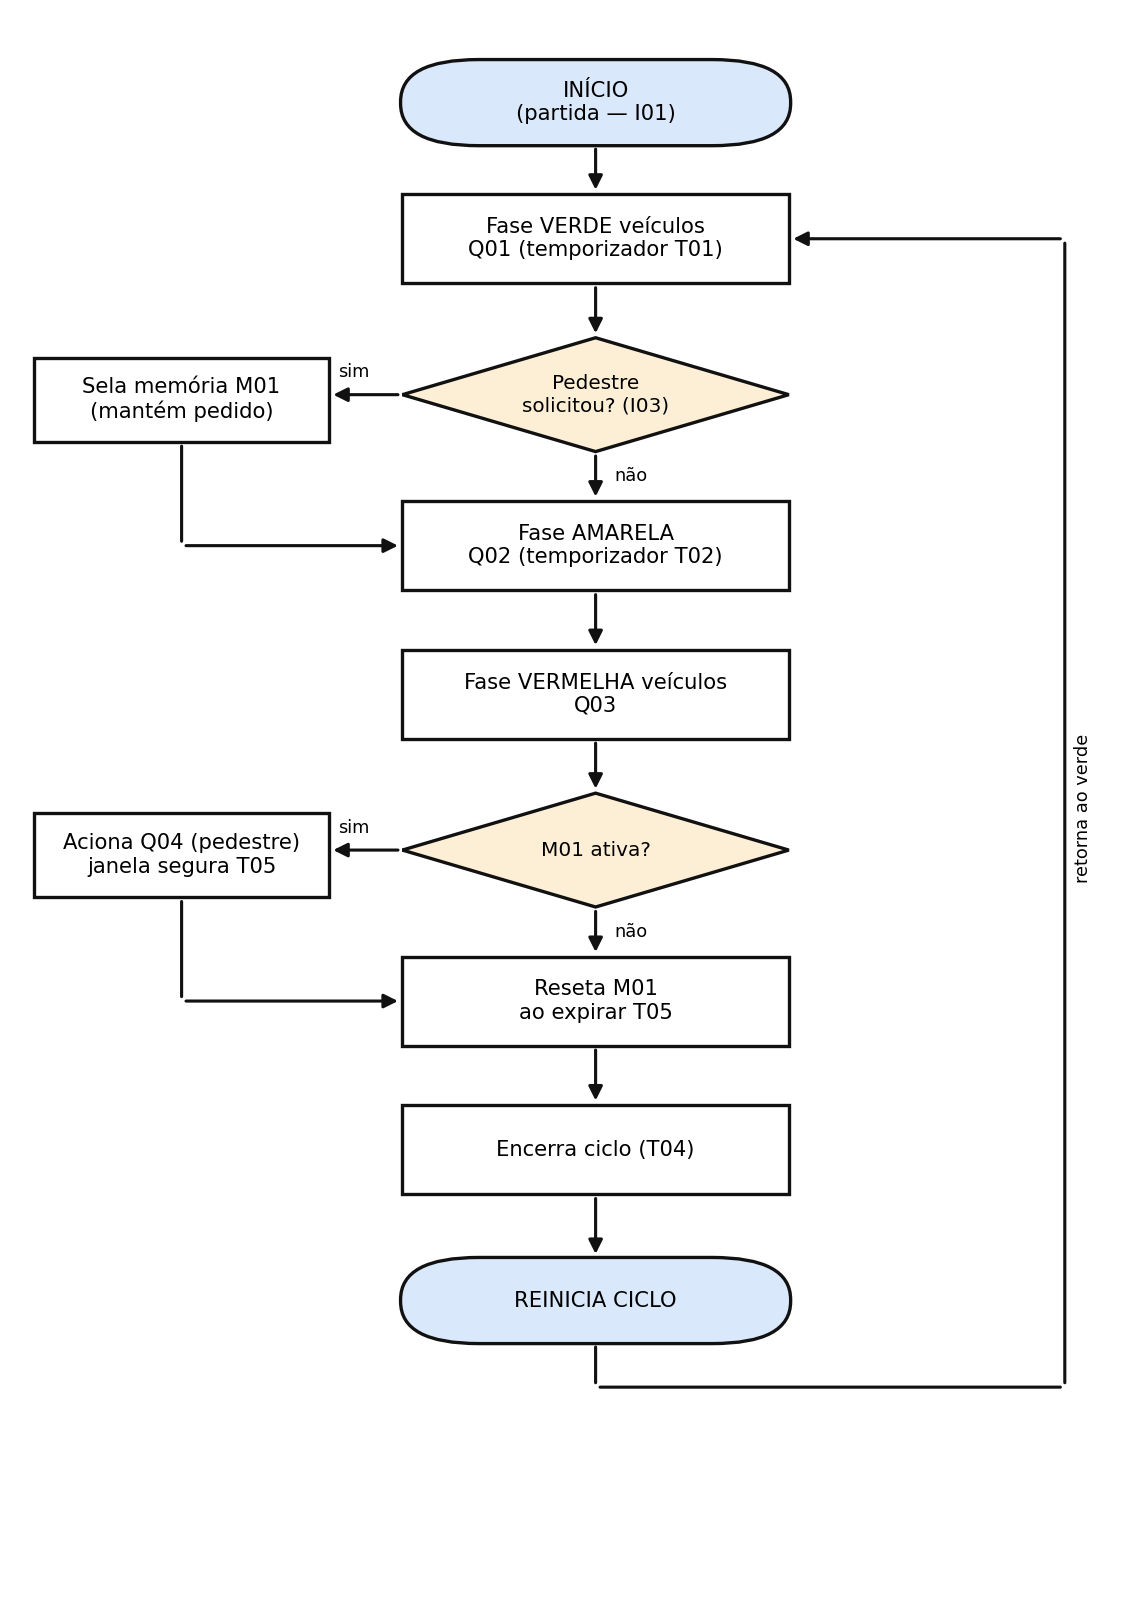 INÍCIO
(partida — I01)
Fase VERDE veículos
Q01 (temporizador T01)
Pedestre
solicitou? (I03)
sim
Sela memória M01
(mantém pedido)
não
Fase AMARELA
Q02 (temporizador T02)
Fase VERMELHA veículos
Q03
M01 ativa?
sim
Aciona Q04 (pedestre)
janela segura T05
não
Reseta M01
ao expirar T05
Encerra ciclo (T04)
REINICIA CICLO
retorna ao verde